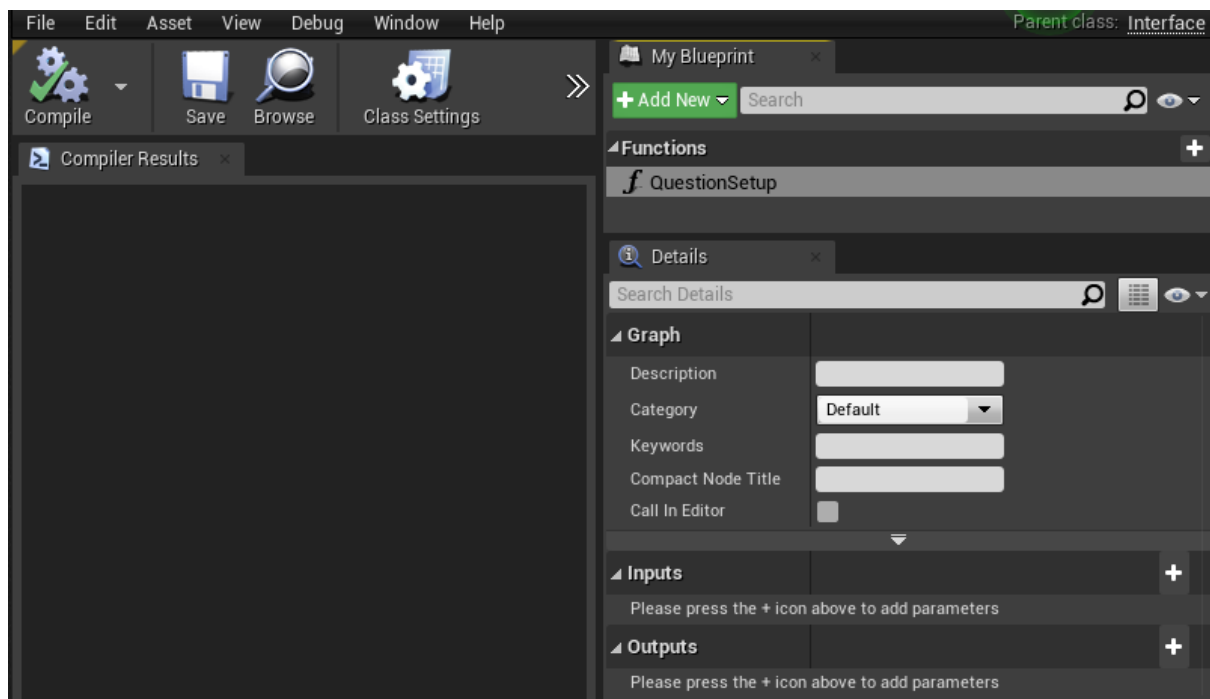 File Edit Asset View Debug Window Help
Parent class: Interface
Compile
Save
Browse
Class Settings
Compiler Results
My Blueprint
Add New
Search
Functions
QuestionSetup
Details
Search Details
Graph
Description
Category Default
Keywords
Compact Node Title
Call In Editor
Inputs
Please press the + icon above to add parameters
Outputs
Please press the + icon above to add parameters